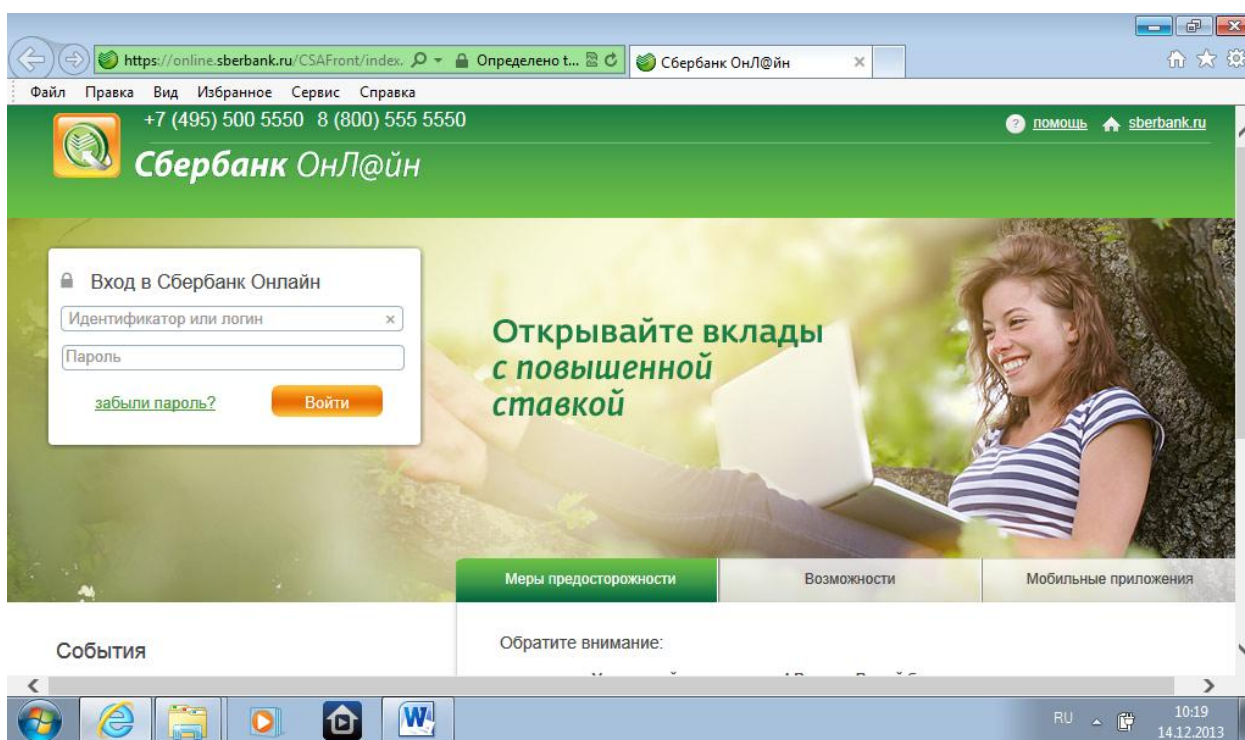 https://online.sberbank.ru/CSAFront/index.
Определено t...
Сбербанк ОнЛ@йн
Файл Правка Вид Избранное Сервис Справка
+7 (495) 500 5550 8 (800) 555 5550
помощь
sberbank.ru
Сбербанк ОнЛ@йн
Вход в Сбербанк Онлайн
Идентификатор или логин
Пароль
забыли пароль?
Войти
Открывайте вклады
с повышенной
ставкой
Меры предосторожности
Возможности
Мобильные приложения
События
Обратите внимание:
RU
10:19
14.12.2013